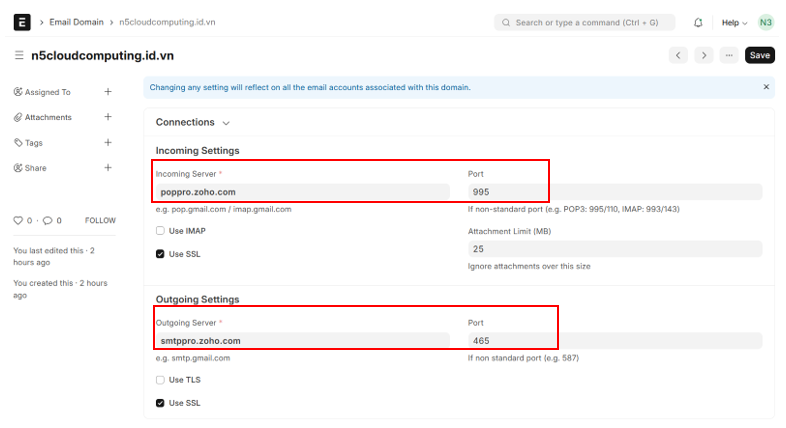 E > Email Domain > n5cloudcomputing.id.vn
Search or type a command (Ctrl + G)
Help
N3
n5cloudcomputing.id.vn
Save
Assigned To
Attachments
Tags
Share
0 · 0 FOLLOW
You last edited this · 2
hours ago
You created this · 2 hours
ago
Changing any setting will reflect on all the email accounts associated with this domain.
Connections
Incoming Settings
Incoming Server *
Port
poppro.zoho.com
995
e.g. pop.gmail.com / imap.gmail.com
If non-standard port (e.g. POP3: 995/110, IMAP: 993/143)
Use IMAP
Attachment Limit (MB)
Use SSL
25
Ignore attachments over this size
Outgoing Settings
Outgoing Server *
Port
smtppro.zoho.com
465
e.g. smtp.gmail.com
If non standard port (e.g. 587)
Use TLS
Use SSL